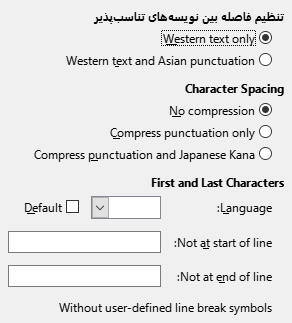 تنظیم فاصله بین نویسه‌های تناسب‌پذیر
Western text only
Western text and Asian punctuation
Character Spacing
No compression
Compress punctuation only
Compress punctuation and Japanese Kana
First and Last Characters
Language:
Default
Not at start of line:
Not at end of line:
Without user-defined line break symbols